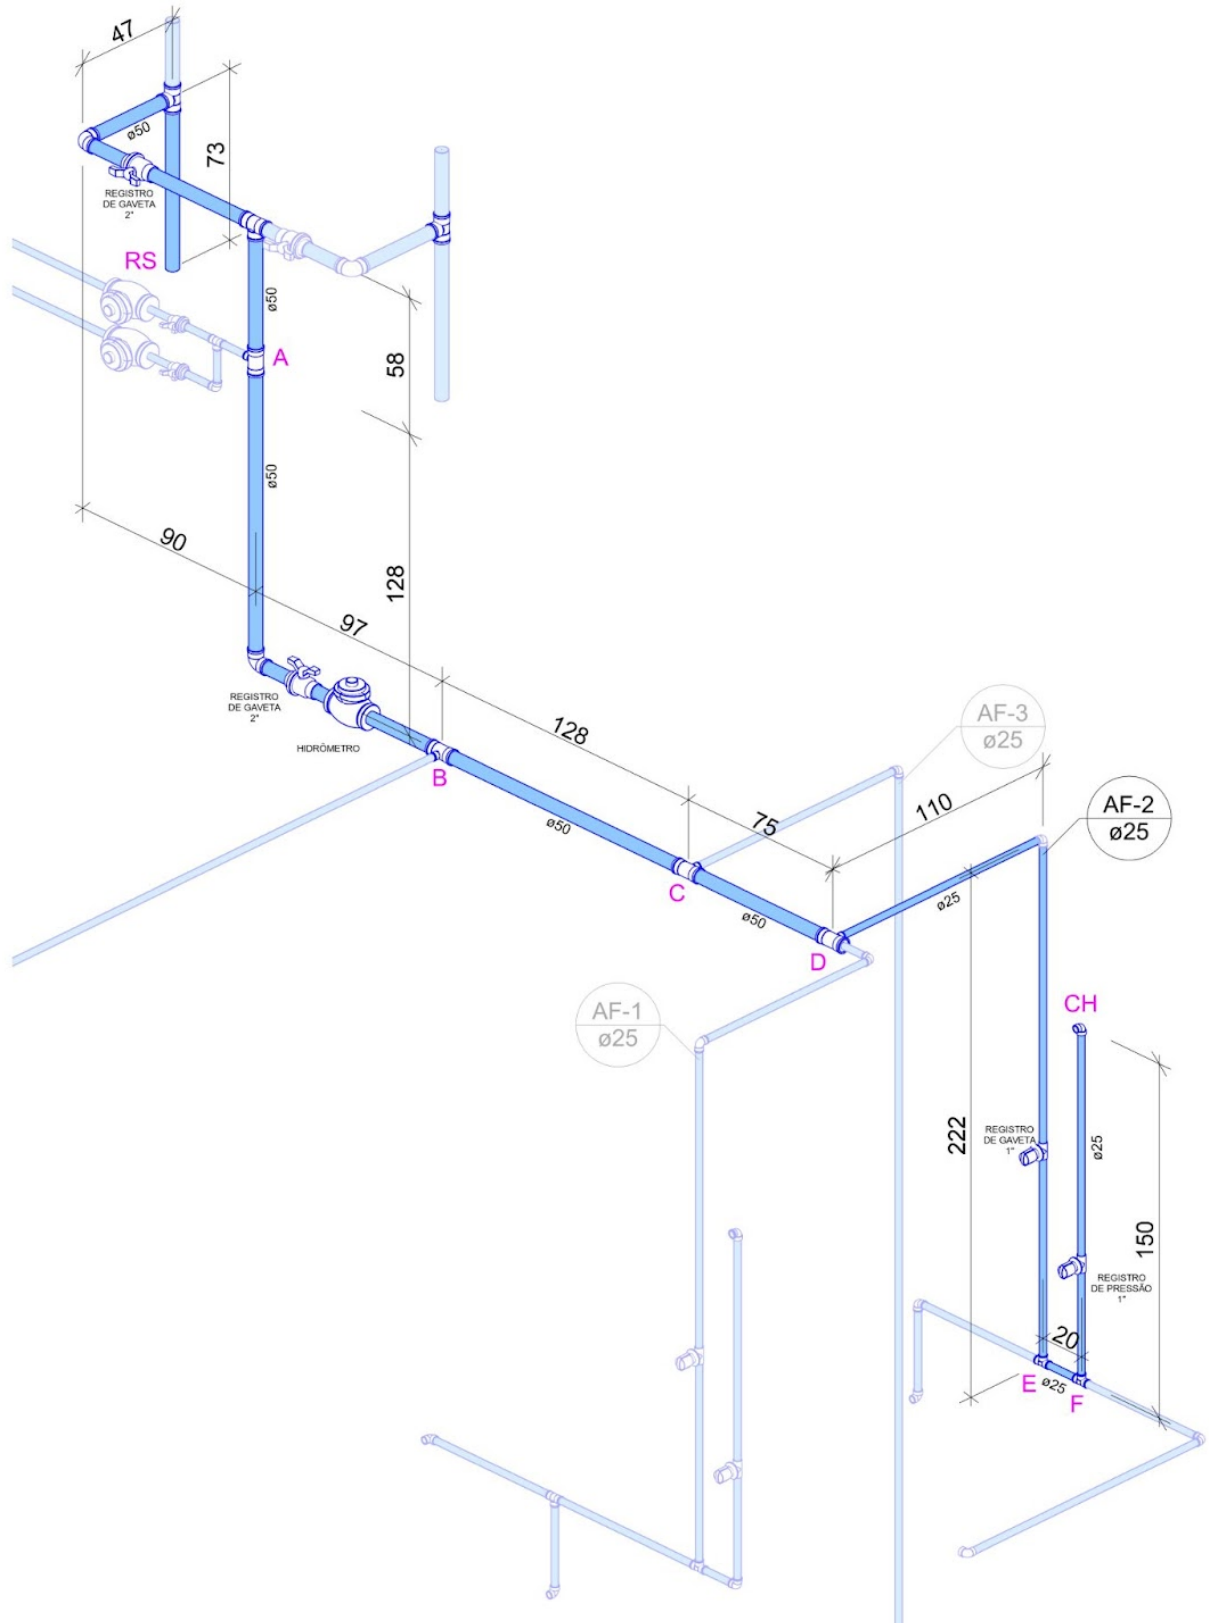 47
ø50
73
REGISTRO
DE GAVETA
2"
RS
ø50
A
58
ø50
90
128
97
REGISTRO
DE GAVETA
2"
HIDRÔMETRO
B
128
AF-3
ø25
110
AF-2
ø25
75
ø50
C
ø50
ø25
D
AF-1
ø25
CH
222
REGISTRO
DE GAVETA
1"
ø25
150
REGISTRO
DE PRESSÃO
1"
20
E
ø25
F